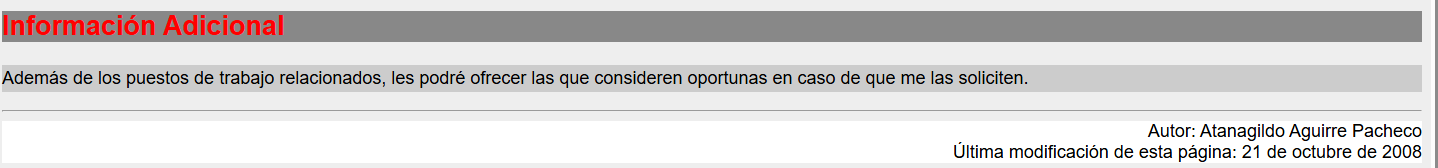 Información Adicional
Además de los puestos de trabajo relacionados, les podré ofrecer las que consideren oportunas en caso de que me las soliciten.
Autor: Atanagildo Aguirre Pacheco
Última modificación de esta página: 21 de octubre de 2008